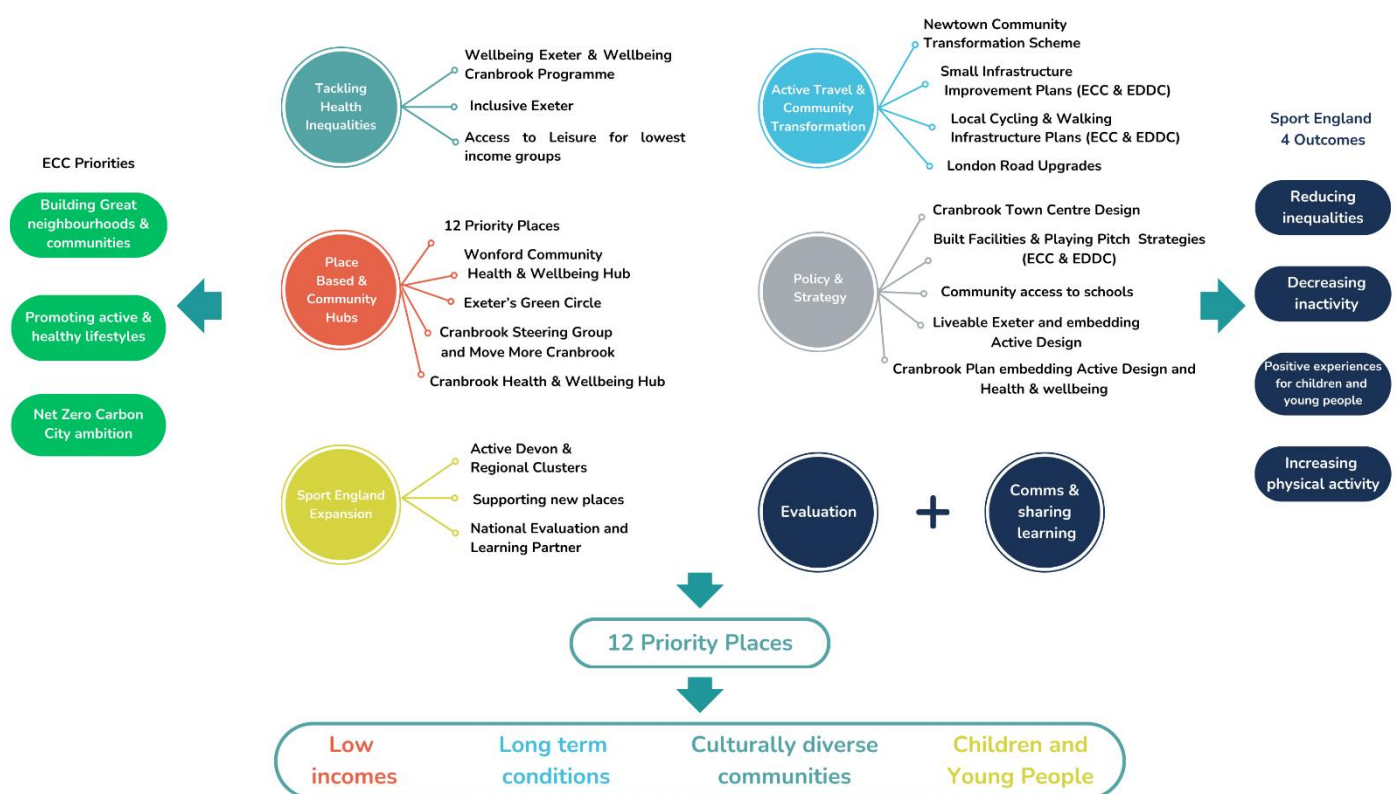 ECC Priorities
Building Great
neighbourhoods &
communities
Promoting active &
healthy lifestyles
Net Zero Carbon
City ambition
Tackling
Health
Inequalities
Wellbeing Exeter & Wellbeing
Cranbrook Programme
Inclusive Exeter
Access to Leisure for lowest
income groups
Place
Based &
Community
Hubs
12 Priority Places
Wonford Community
Health & Wellbeing Hub
Exeter's Green Circle
Cranbrook Steering Group
and Move More Cranbrook
Cranbrook Health & Wellbeing Hub
Sport England
Expansion
Active Devon &
Regional Clusters
Supporting new places
National Evaluation and
Learning Partner
Active Travel &
Community
Transformation
Newtown Community
Transformation Scheme
Small Infrastructure
Improvement Plans (ECC & EDDC)
Local Cycling & Walking
Infrastructure Plans (ECC & EDDC)
London Road Upgrades
Policy &
Strategy
Cranbrook Town Centre Design
Built Facilities & Playing Pitch Strategies
(ECC & EDDC)
Community access to schools
Liveable Exeter and embedding
Active Design
Cranbrook Plan embedding Active Design and
Health & wellbeing
Evaluation
+
Comms &
sharing
learning
Sport England
4 Outcomes
Reducing
inequalities
Decreasing
inactivity
Positive experiences
for children and
young people
Increasing
physical activity
12 Priority Places
Low
incomes
Long term
conditions
Culturally diverse
communities
Children and
Young People